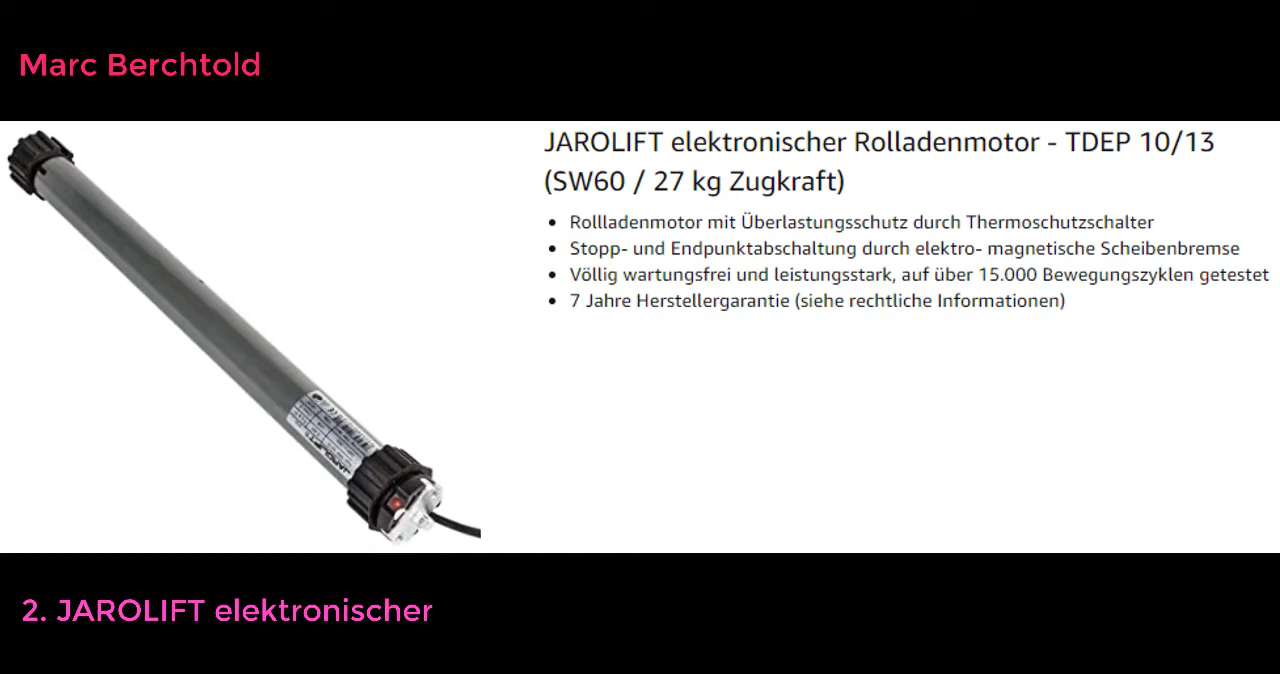 Marc Berchtold
JAROLIFT elektronischer Rolladenmotor - TDEP 10/13
(SW60 / 27 kg Zugkraft)
• Rollladenmotor mit Überlastungsschutz durch Thermoschutzschalter
• Stopp- und Endpunktabschaltung durch elektro- magnetische Scheibenbremse
• Völlig wartungsfrei und leistungsstark, auf über 15.000 Bewegungszyklen getestet
• 7 Jahre Herstellergarantie (siehe rechtliche Informationen)
JAROLIFT
2. JAROLIFT elektronischer